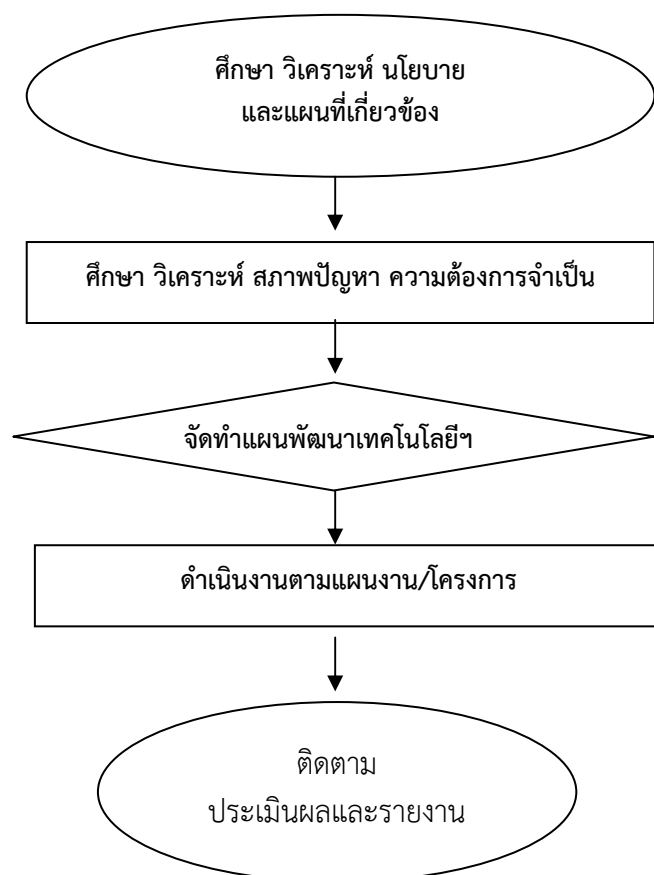 ศึกษา วิเคราะห์ นโยบาย
และแผนที่เกี่ยวข้อง
ศึกษา วิเคราะห์ สภาพปัญหา ความต้องการจำเป็น
จัดทำแผนพัฒนาเทคโนโลยีฯ
ดำเนินงานตามแผนงาน/โครงการ
ติดตาม
ประเมินผลและรายงาน